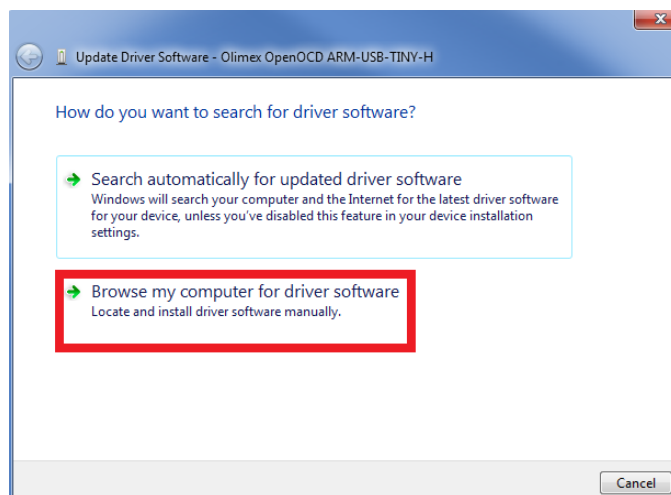 Update Driver Software - Olimex OpenOCD ARM-USB-TINY-H
How do you want to search for driver software?
Search automatically for updated driver software
Windows will search your computer and the Internet for the latest driver software
for your device, unless you've disabled this feature in your device installation
settings.
Browse my computer for driver software
Locate and install driver software manually.
Cancel